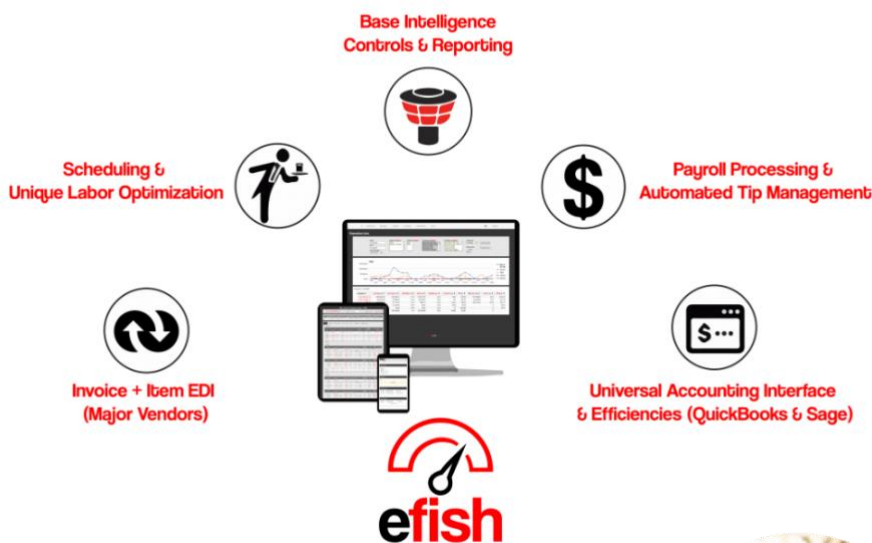 Base Intelligence
Controls & Reporting
Scheduling &
Unique Labor Optimization
$
Payroll Processing &
Automated Tip Management
$
Invoice + Item EDI
(Major Vendors)
Universal Accounting Interface
& Efficiencies (QuickBooks & Sage)
efish